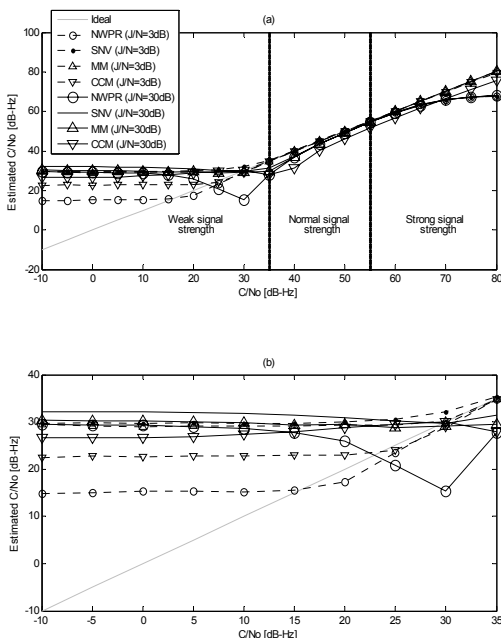 (a)
Ideal
NWPR (J/N=3dB)
SNV (J/N=3dB)
MM (J/N=3dB)
CCM (J/N=3dB)
NWPR (J/N=30dB)
SNV (J/N=30dB)
MM (J/N=30dB)
CCM (J/N=30dB)
100
80
60
40
20
0
20
Estimated C/No [dB-Hz]
Weak signal
strength
Normal signal
strength
Strong signal
strength
-10 0 10 20 30 40 50 60 70 80
C/No [dB-Hz]
(b)
40
30
20
10
0
-10
Estimated C/No [dB-Hz]
-10 -5 0 5 10 15 20 25 30 35
C/No [dB-Hz]